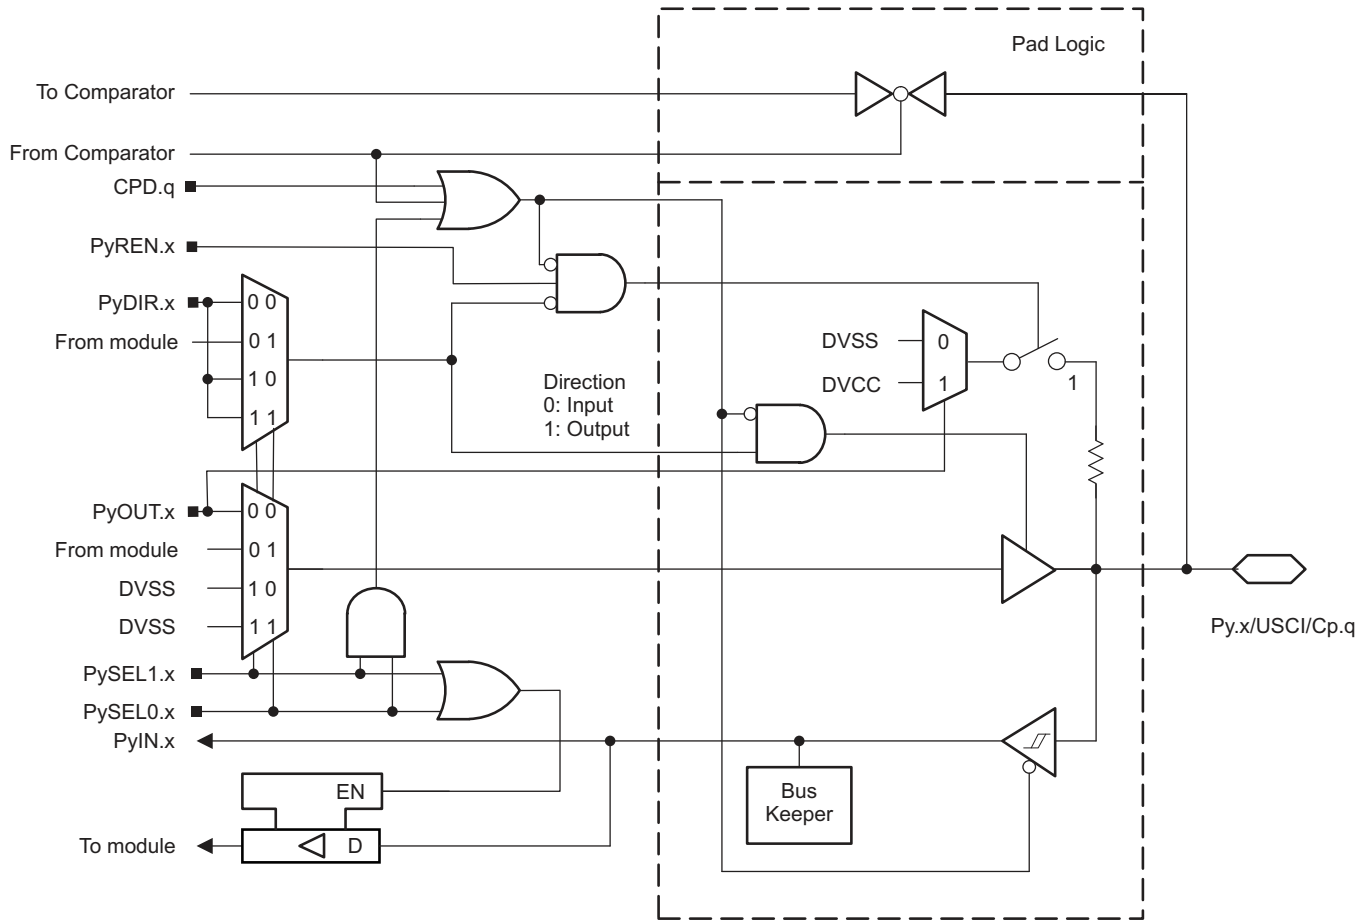 Pad Logic
To Comparator
From Comparator
CPD.q
PyREN.x
PyDIR.x
0 0
From module
0 1
1 0
1 1
DVSS
0
DVCC
1
1
Direction
0: Input
1: Output
PyOUT.x
0 0
From module
0 1
DVSS
1 0
DVSS
1 1
Py.x/USCI/Cp.q
PySEL1.x
PySEL0.x
PyIN.x
EN
Bus
Keeper
To module
D